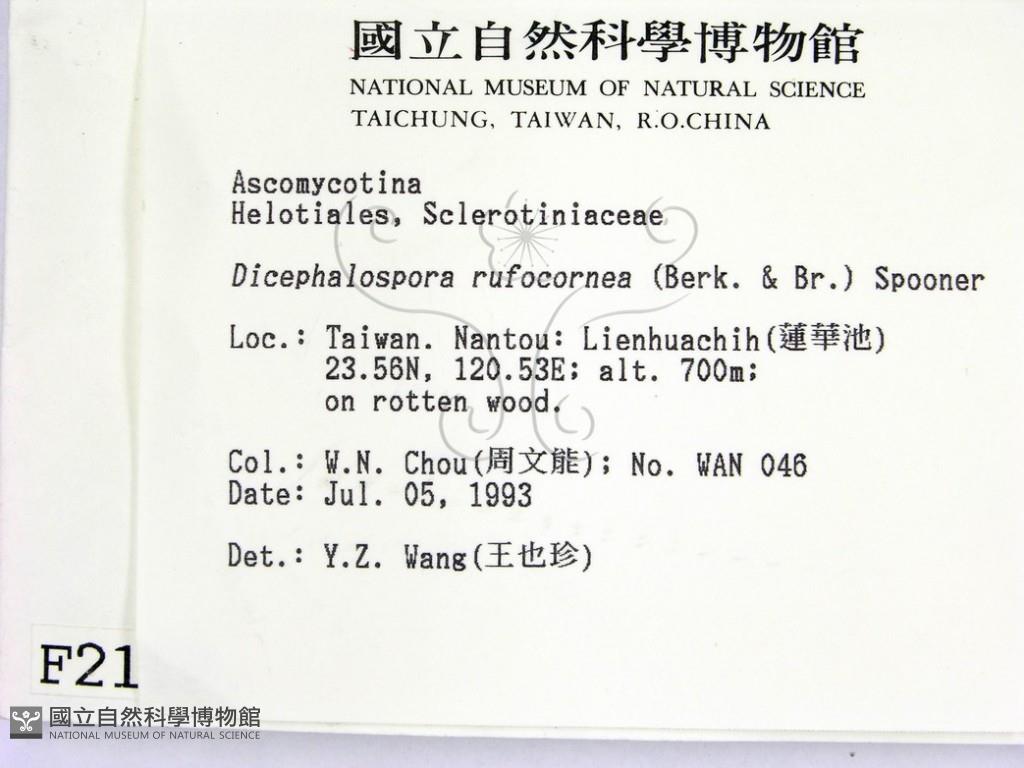 國立自然科學博物館
NATIONAL MUSEUM OF NATURAL SCIENCE
TAICHUNG, TAIWAN, R.O.CHINA
Ascomycotina
Helotiales, Sclerotiniaceae
Dicephalospora rufocornea (Berk. & Br.) Spooner
Loc.: Taiwan. Nantou: Lienhuachih(蓮華池)
23.56N, 120.53E; alt. 700m;
on rotten wood.
Col.: W.N. Chou(周文能); No. WAN 046
Date: Jul. 05, 1993
Det.: Y.Z. Wang(王也珍)
F21
國立自然科學博物館
NATIONAL MUSEUM OF NATURAL SCIENCE